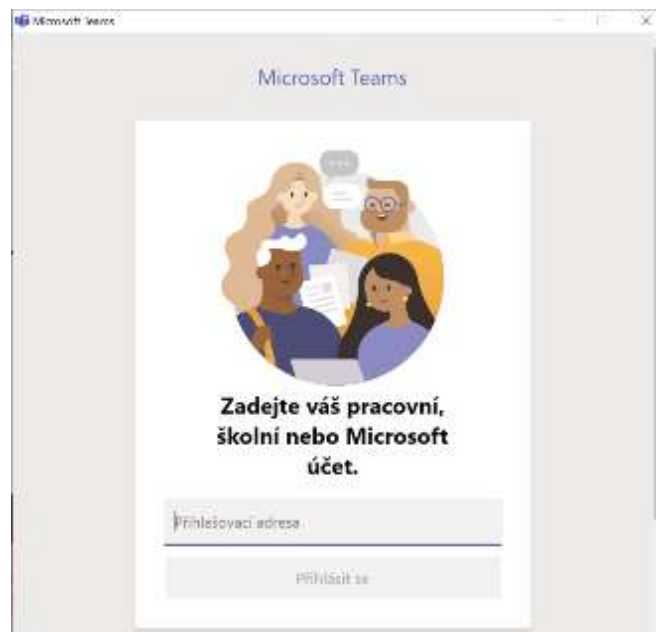 Microsoft Teams
Microsoft Teams
Zadejte váš pracovní,
školní nebo Microsoft
účet.
Přihlašovací adresa
Přihlásit se